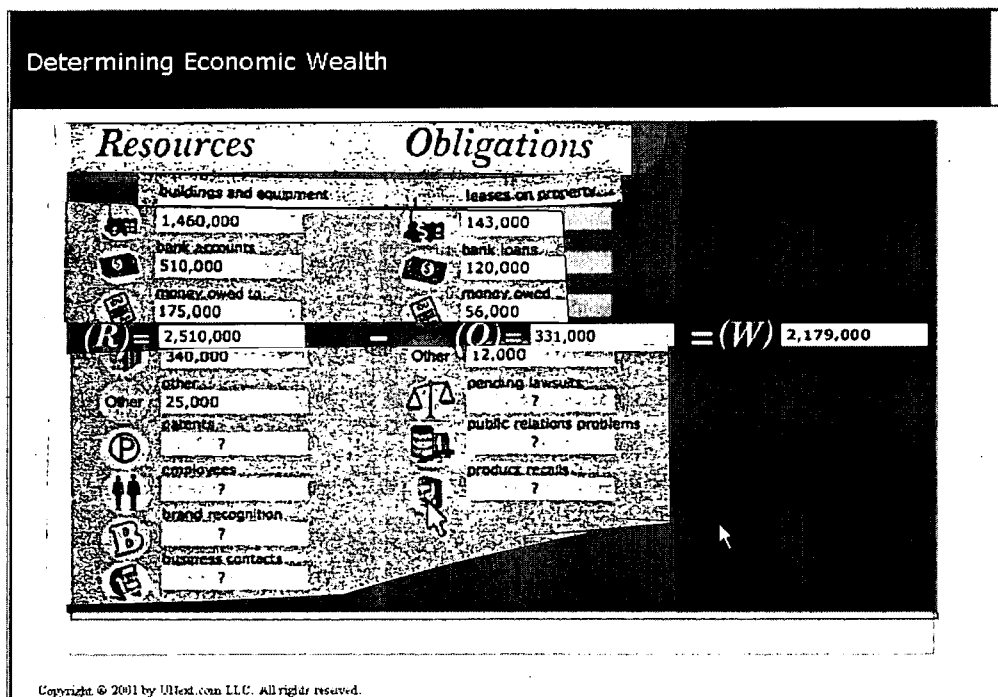 Determining Economic Wealth
Resources Obligations
buildings and equipment leases on property
1,460,000 143,000
bank accounts bank loans
510,000 120,000
money owed to money owed
175,000 56,000
(R) = 2,510,000 - (O) = 331,000 = (W) 2,179,000
340,000 Other 12,000
other pending lawsuits
Other 25,000 ?
patents public relations problems
P ? ?
employees product recalls
? ?
brand recognition
B ?
business contacts
?
Copyright © 2001 by UText.com LLC. All rights reserved.